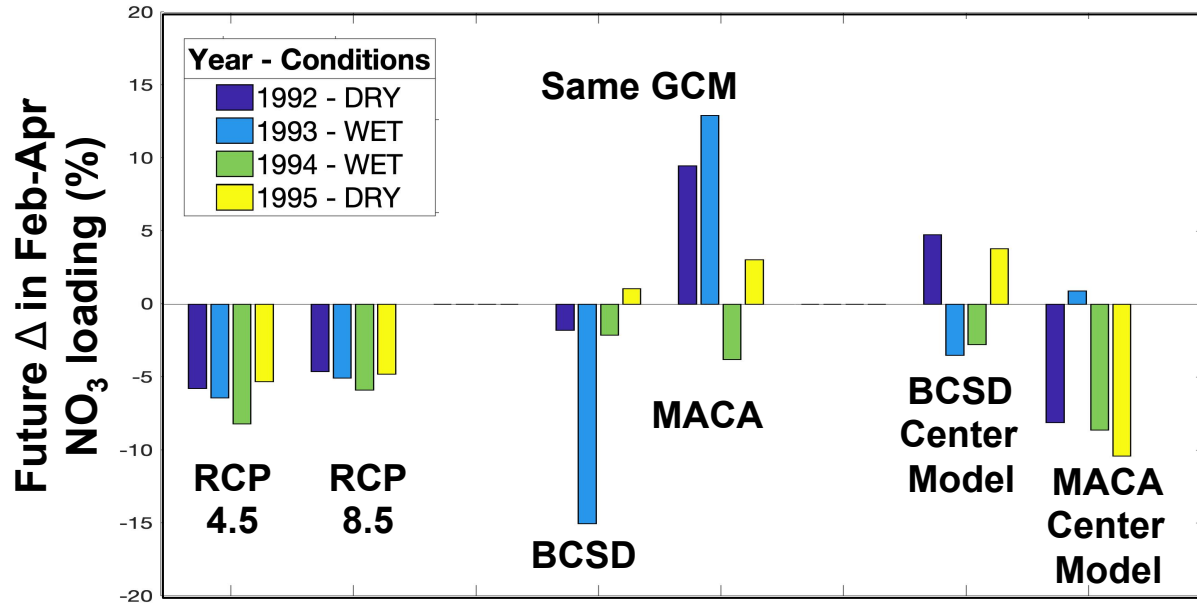 Future Δ in Feb-Apr
NO₃ loading (%)
20
15
10
5
0
-5
-10
-15
-20
Year - Conditions
1992 - DRY
1993 - WET
1994 - WET
1995 - DRY
Same GCM
RCP
4.5
RCP
8.5
BCSD
MACA
BCSD
Center
Model
MACA
Center
Model